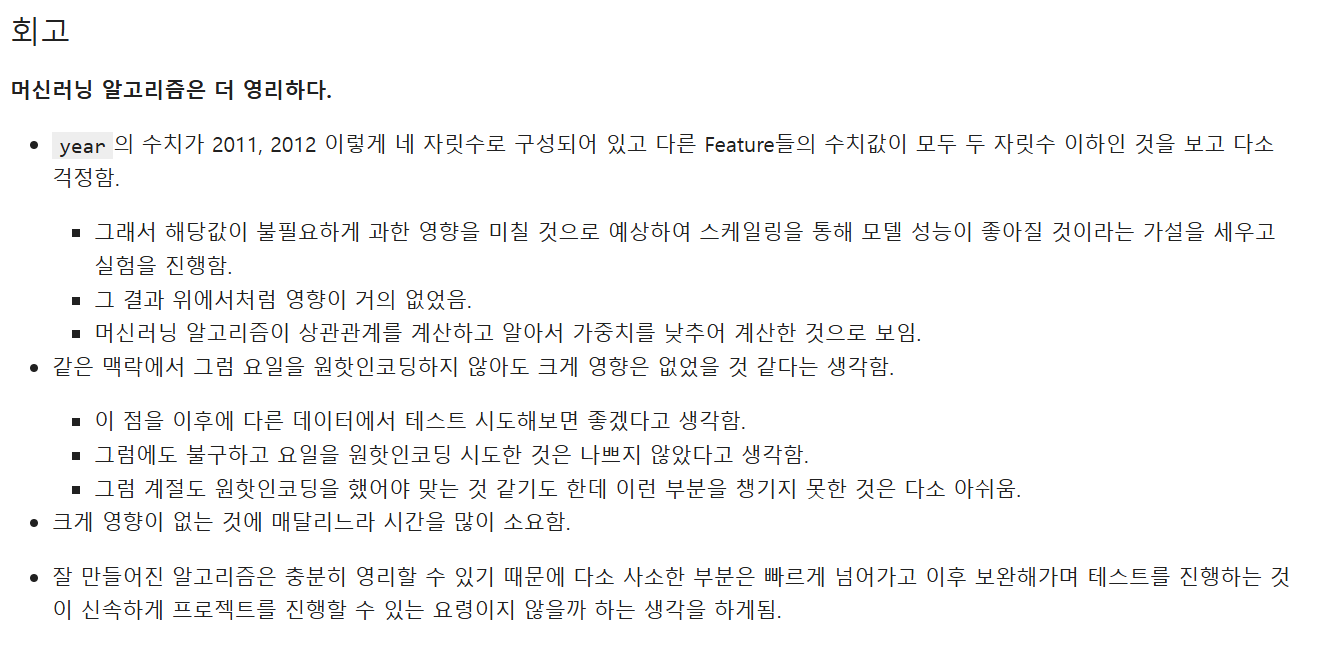 회고
머신러닝 알고리즘은 더 영리하다.
year의 수치가 2011, 2012 이렇게 네 자릿수로 구성되어 있고 다른 Feature들의 수치값이 모두 두 자릿수 이하인 것을 보고 다소
걱정함.
그래서 해당값이 불필요하게 과한 영향을 미칠 것으로 예상하여 스케일링을 통해 모델 성능이 좋아질 것이라는 가설을 세우고
실험을 진행함.
그 결과 위에서처럼 영향이 거의 없었음.
머신러닝 알고리즘이 상관관계를 계산하고 알아서 가중치를 낮추어 계산한 것으로 보임.
같은 맥락에서 그럼 요일을 원핫인코딩하지 않아도 크게 영향은 없었을 것 같다는 생각함.
이 점을 이후에 다른 데이터에서 테스트 시도해보면 좋겠다고 생각함.
그럼에도 불구하고 요일을 원핫인코딩 시도한 것은 나쁘지 않았다고 생각함.
그럼 계절도 원핫인코딩을 했어야 맞는 것 같기도 한데 이런 부분을 챙기지 못한 것은 다소 아쉬움.
크게 영향이 없는 것에 매달리느라 시간을 많이 소요함.
잘 만들어진 알고리즘은 충분히 영리할 수 있기 때문에 다소 사소한 부분은 빠르게 넘어가고 이후 보완해가며 테스트를 진행하는 것
이 신속하게 프로젝트를 진행할 수 있는 요령이지 않을까 하는 생각을 하게됨.